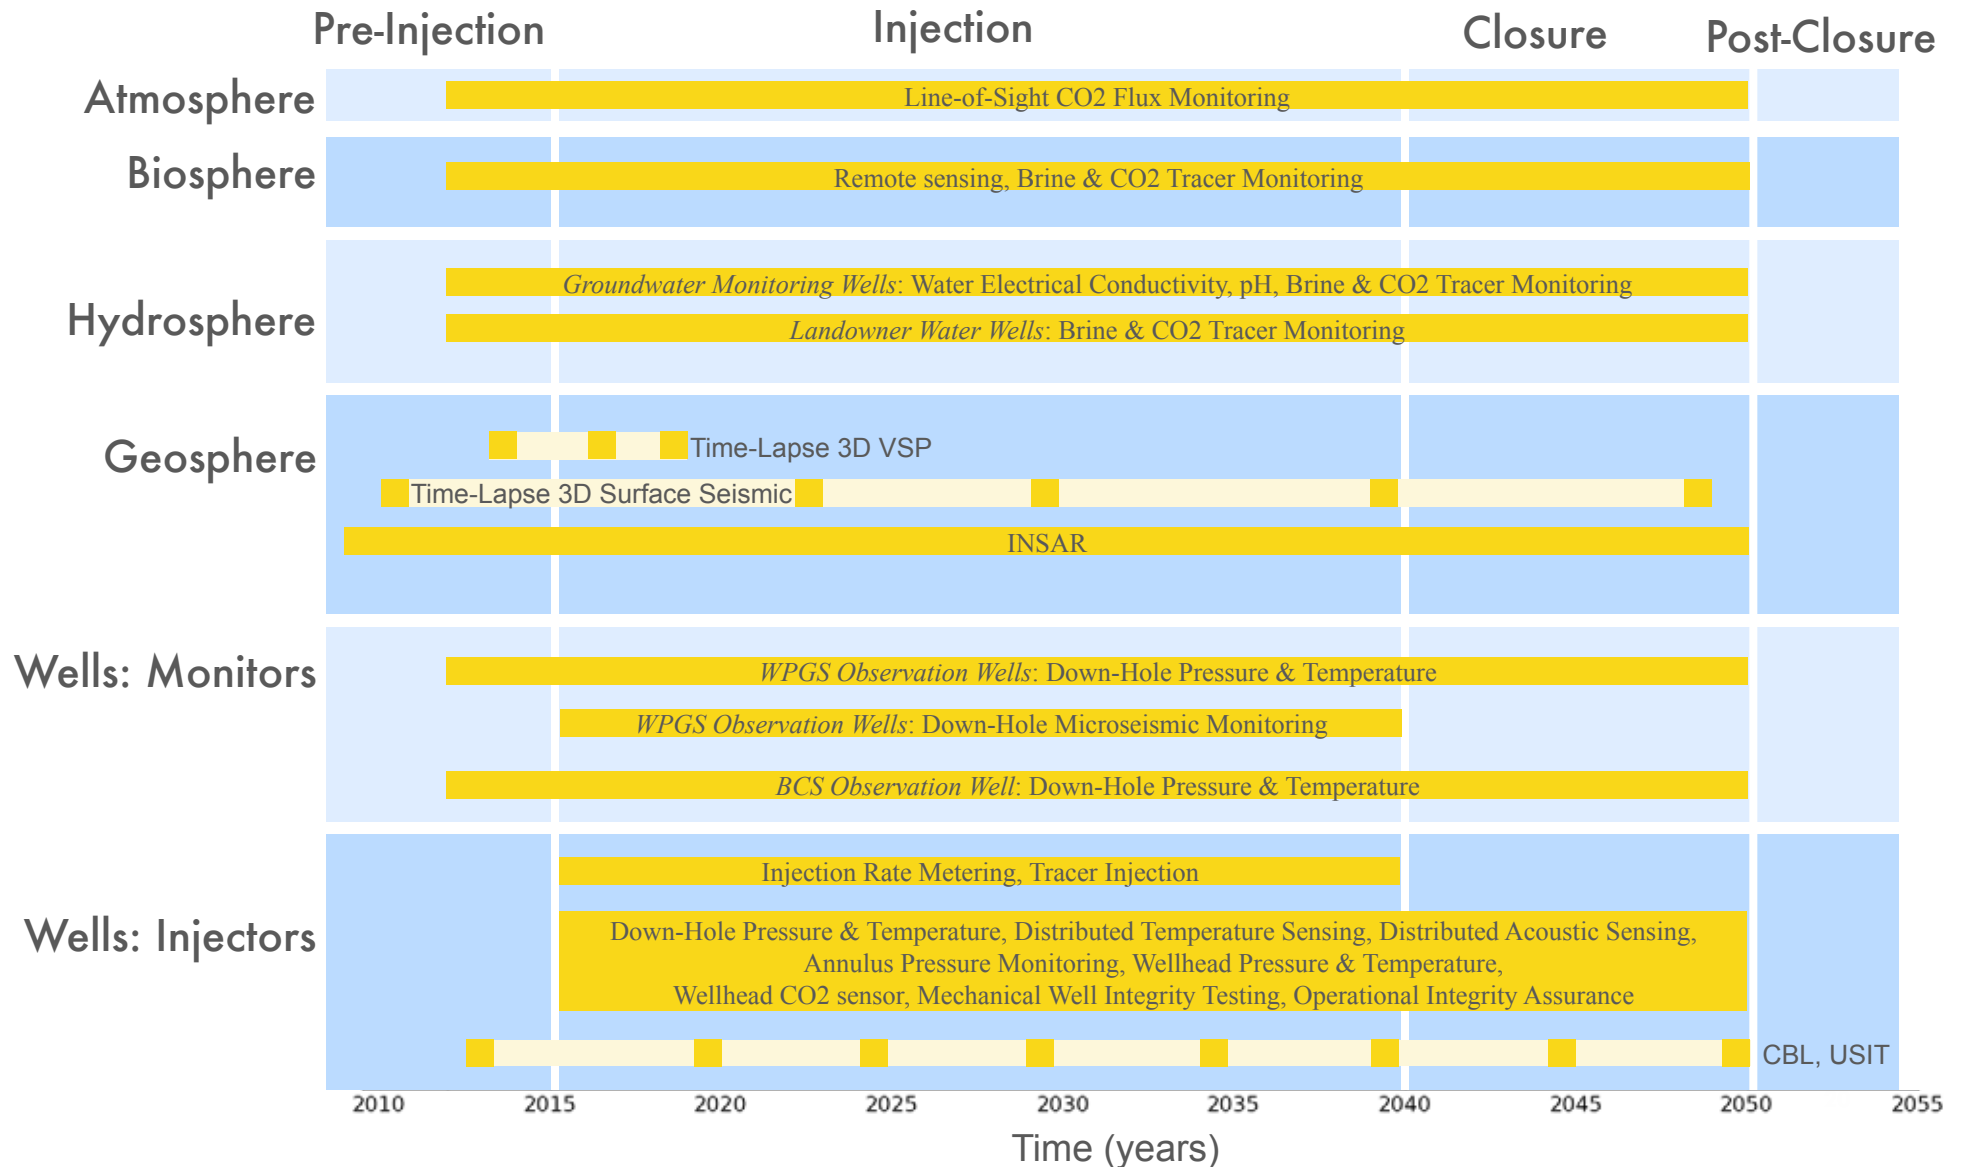 Pre-Injection
Injection
Closure
Post-Closure
Atmosphere
Line-of-Sight CO2 Flux Monitoring
Biosphere
Remote sensing, Brine & CO2 Tracer Monitoring
Hydrosphere
Groundwater Monitoring Wells: Water Electrical Conductivity, pH, Brine & CO2 Tracer Monitoring
Landowner Water Wells: Brine & CO2 Tracer Monitoring
Geosphere
Time-Lapse 3D VSP
Time-Lapse 3D Surface Seismic
INSAR
Wells: Monitors
WPGS Observation Wells: Down-Hole Pressure & Temperature
WPGS Observation Wells: Down-Hole Microseismic Monitoring
BCS Observation Well: Down-Hole Pressure & Temperature
Wells: Injectors
Injection Rate Metering, Tracer Injection
Down-Hole Pressure & Temperature, Distributed Temperature Sensing, Distributed Acoustic Sensing,
Annulus Pressure Monitoring, Wellhead Pressure & Temperature,
Wellhead CO2 sensor, Mechanical Well Integrity Testing, Operational Integrity Assurance
CBL, USIT
2010 2015 2020 2025 2030 2035 2040 2045 2050 2055
Time (years)